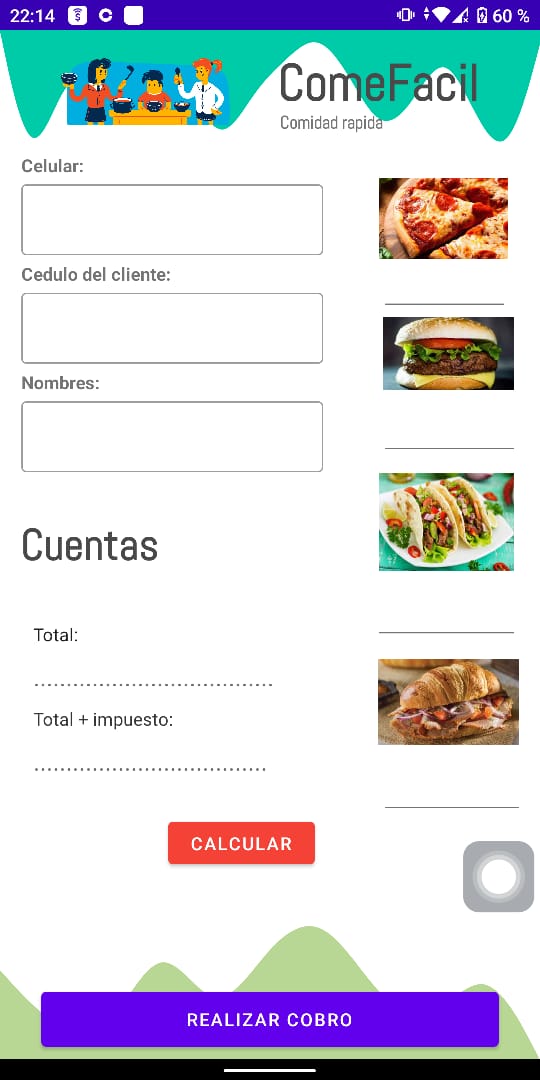 22:14
60 %
ComeFacil
Comidad rapida
Celular:
Cedulo del cliente:
Nombres:
Cuentas
Total:
......................................
Total + impuesto:
.....................................
CALCULAR
REALIZAR COBRO